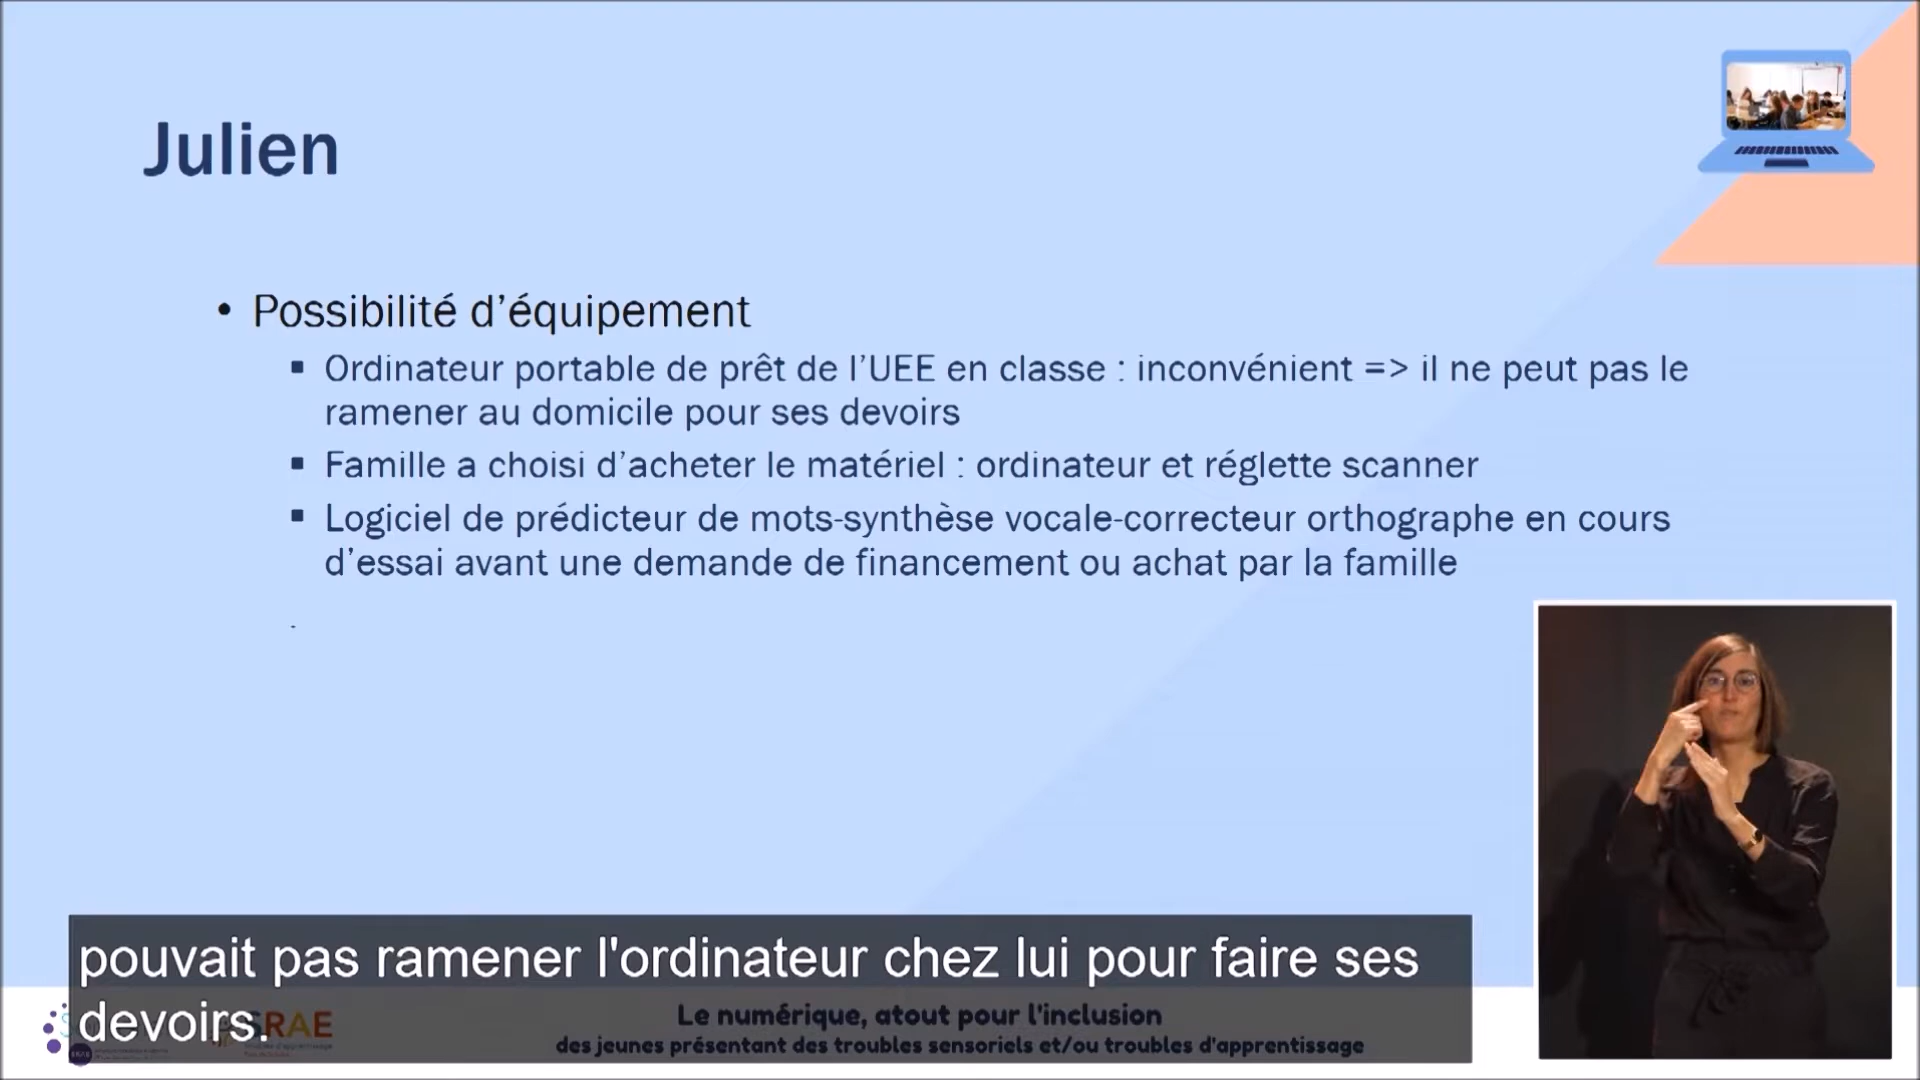 Julien
• Possibilité d’équipement
▪ Ordinateur portable de prêt de l’UEE en classe : inconvénient => il ne peut pas le
ramener au domicile pour ses devoirs
▪ Famille a choisi d’acheter le matériel : ordinateur et réglette scanner
▪ Logiciel de prédicteur de mots-synthèse vocale-correcteur orthographe en cours
d’essai avant une demande de financement ou achat par la famille
pouvait pas ramener l'ordinateur chez lui pour faire ses
devoirs.
SRAE
Le numérique, atout pour l'inclusion
des jeunes présentant des troubles sensoriels et/ou troubles d'apprentissage